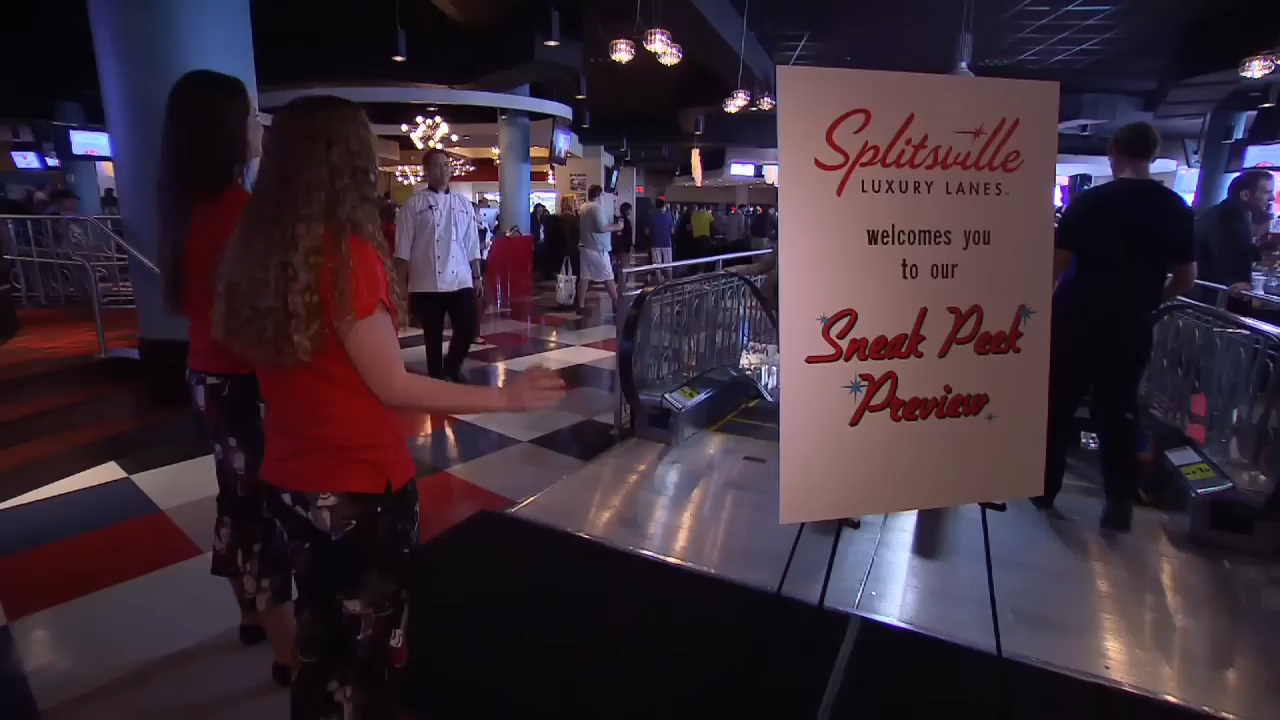 Splitsville
LUXURY LANES
welcomes you
to our
Sneak Peek
Preview